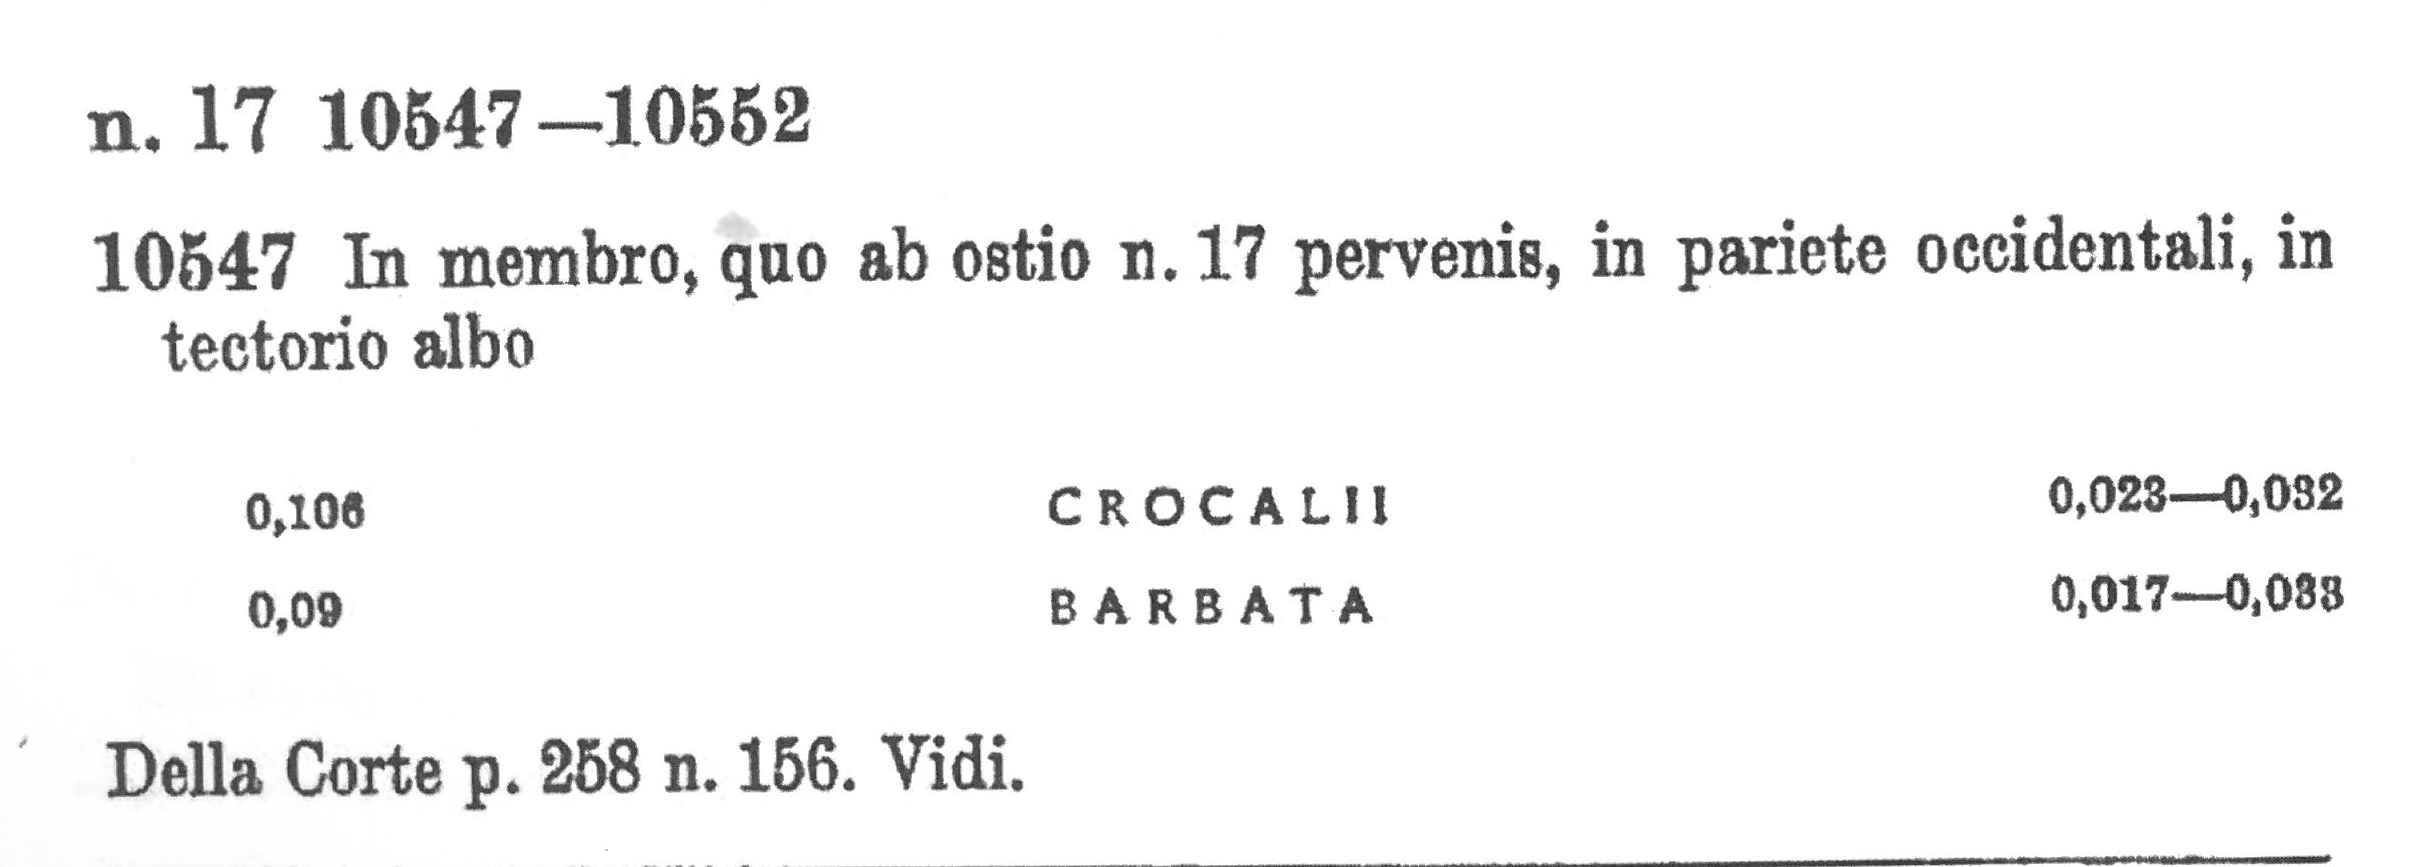 n. 17 10547—10552
10547 In membro, quo ab ostio n. 17 pervenis, in pariete occidentali, in
tectorio albo
0,106 CROCALII 0,023—0,032
0,09 BARBATA 0,017—0,033
Della Corte p. 258 n. 156. Vidi.